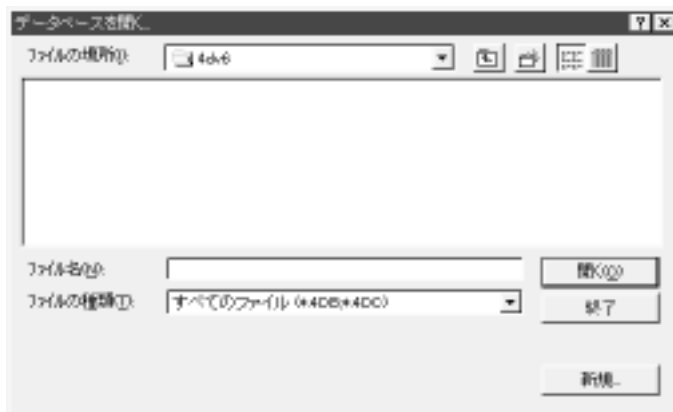 データベースを開く...
ファイルの場所(I):
4dv6
ファイル名(N):
開く(O)
ファイルの種類(T):
すべてのファイル (*4DB;*4DC)
終了
新規...